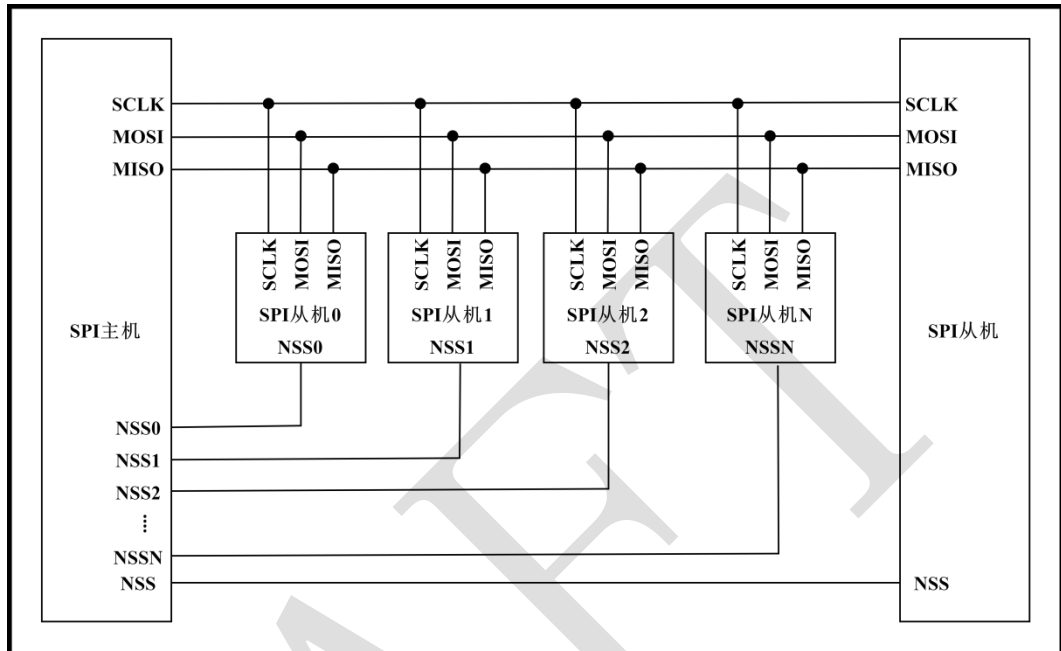 SCLK SCLK
MOSI MOSI
MISO MISO
SCLK MOSI MISO SCLK MOSI MISO SCLK MOSI MISO SCLK MOSI MISO
SPI从机0 SPI从机1 SPI从机2 SPI从机N
SPI主机 SPI从机
NSS0 NSS1 NSS2 NSSN
NSS0
NSS1
NSS2
NSSN
NSS NSS